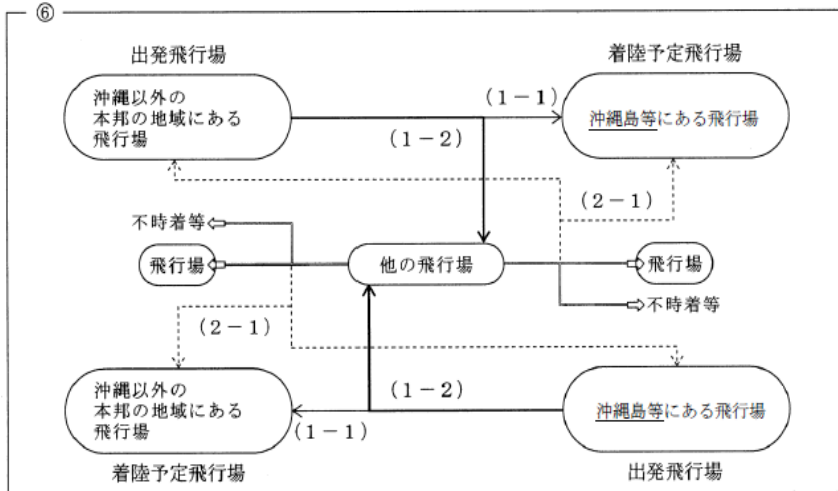 ⑥
出発飛行場
着陸予定飛行場
沖縄以外の
本邦の地域にある
飛行場
(1-1)
沖縄島等にある飛行場
(1-2)
(2-1)
不時着等
飛行場
他の飛行場
飛行場
不時着等
(2-1)
沖縄以外の
本邦の地域にある
飛行場
(1-2)
沖縄島等にある飛行場
(1-1)
着陸予定飛行場
出発飛行場